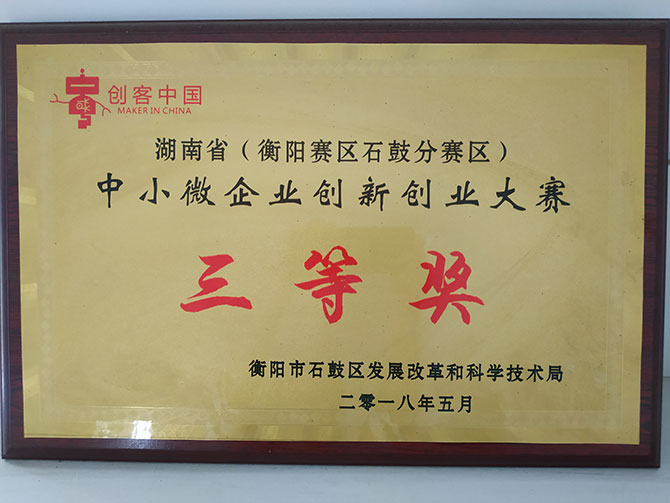 创客中国
MAKER IN CHINA
湖南省（衡阳赛区石鼓分赛区）
中小微企业创新创业大赛
三等奖
衡阳市石鼓区发展改革和科学技术局
二零一八年五月